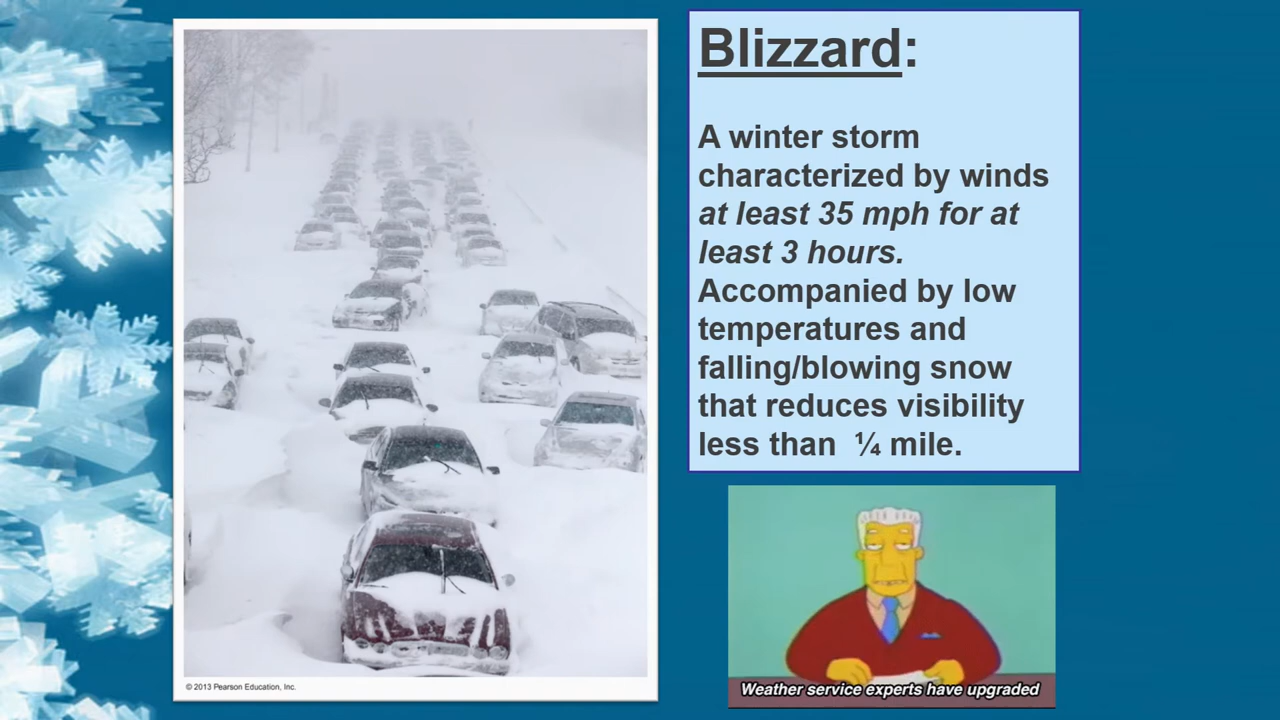 Blizzard:
A winter storm
characterized by winds
at least 35 mph for at
least 3 hours.
Accompanied by low
temperatures and
falling/blowing snow
that reduces visibility
less than ¼ mile.
Weather service experts have upgraded
© 2013 Pearson Education, Inc.